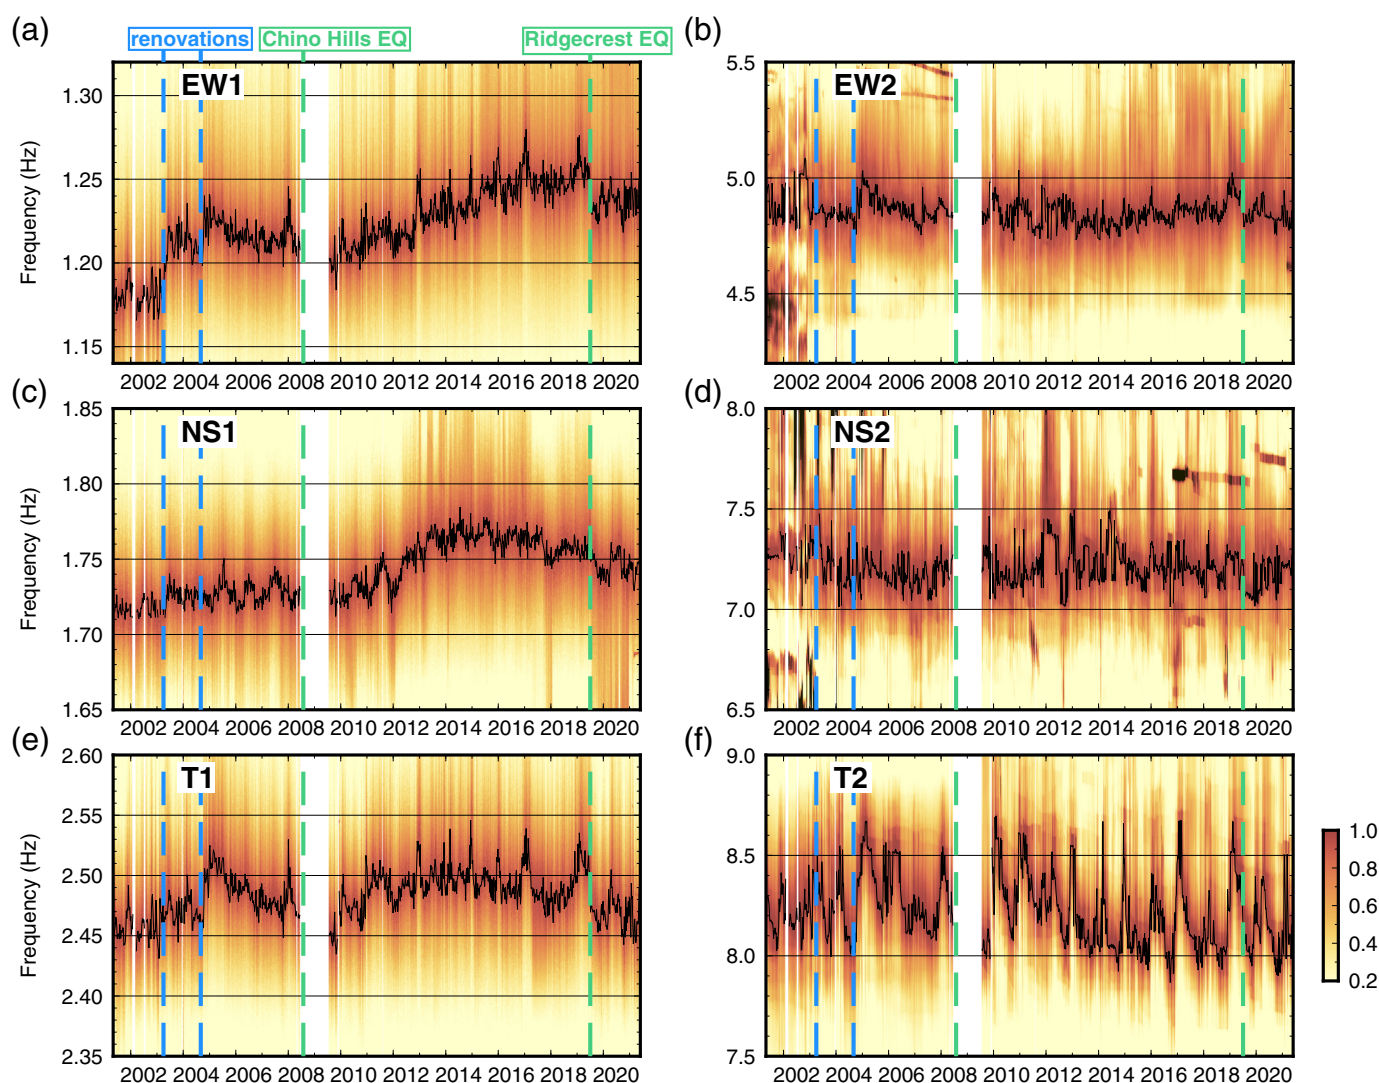 (a)
renovations
Chino Hills EQ
Ridgecrest EQ
(b)
EW1
1.30
1.25
1.20
1.15
Frequency (Hz)
2002 2004 2006 2008 2010 2012 2014 2016 2018 2020
EW2
5.5
5.0
4.5
2002 2004 2006 2008 2010 2012 2014 2016 2018 2020
(c)
NS1
1.85
1.80
1.75
1.70
1.65
Frequency (Hz)
2002 2004 2006 2008 2010 2012 2014 2016 2018 2020
(d)
NS2
8.0
7.5
7.0
6.5
2002 2004 2006 2008 2010 2012 2014 2016 2018 2020
(e)
T1
2.60
2.55
2.50
2.45
2.40
2.35
Frequency (Hz)
2002 2004 2006 2008 2010 2012 2014 2016 2018 2020
(f)
T2
9.0
8.5
8.0
7.5
2002 2004 2006 2008 2010 2012 2014 2016 2018 2020
1.0
0.8
0.6
0.4
0.2